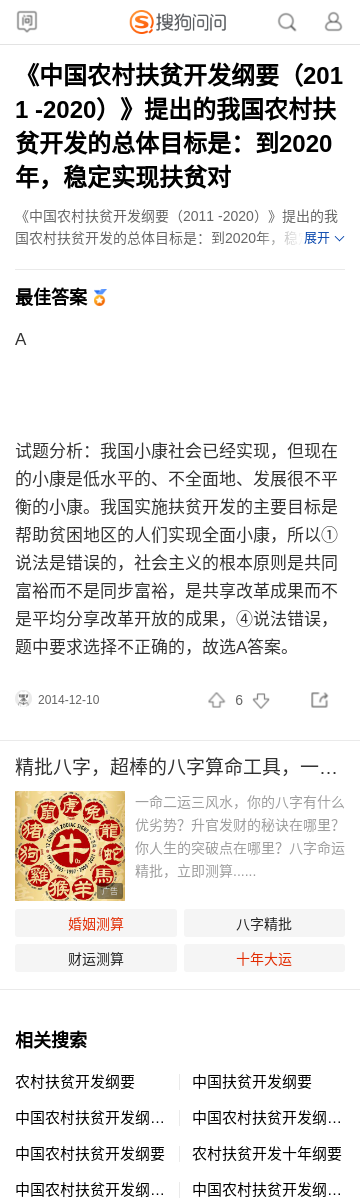 问
搜狗问问
《中国农村扶贫开发纲要（201
1 -2020）》提出的我国农村扶
贫开发的总体目标是：到2020
年，稳定实现扶贫对
《中国农村扶贫开发纲要（2011 -2020）》提出的我
国农村扶贫开发的总体目标是：到2020年，稳 展开
最佳答案
A
试题分析：我国小康社会已经实现，但现在
的小康是低水平的、不全面地、发展很不平
衡的小康。我国实施扶贫开发的主要目标是
帮助贫困地区的人们实现全面小康，所以①
说法是错误的，社会主义的根本原则是共同
富裕而不是同步富裕，是共享改革成果而不
是平均分享改革开放的成果，④说法错误，
题中要求选择不正确的，故选A答案。
2014-12-10 6
精批八字，超棒的八字算命工具，一…
鼠 虎 兔 龍 蛇 馬 羊 猴 雞 狗 猪
牛
广告
一命二运三风水，你的八字有什么
优劣势？升官发财的秘诀在哪里？
你人生的突破点在哪里？八字命运
精批，立即测算......
婚姻测算 八字精批
财运测算 十年大运
相关搜索
农村扶贫开发纲要 中国扶贫开发纲要
中国农村扶贫开发纲… 中国农村扶贫开发纲…
中国农村扶贫开发纲要 农村扶贫开发十年纲要
中国农村扶贫开发纲… 中国农村扶贫开发纲…